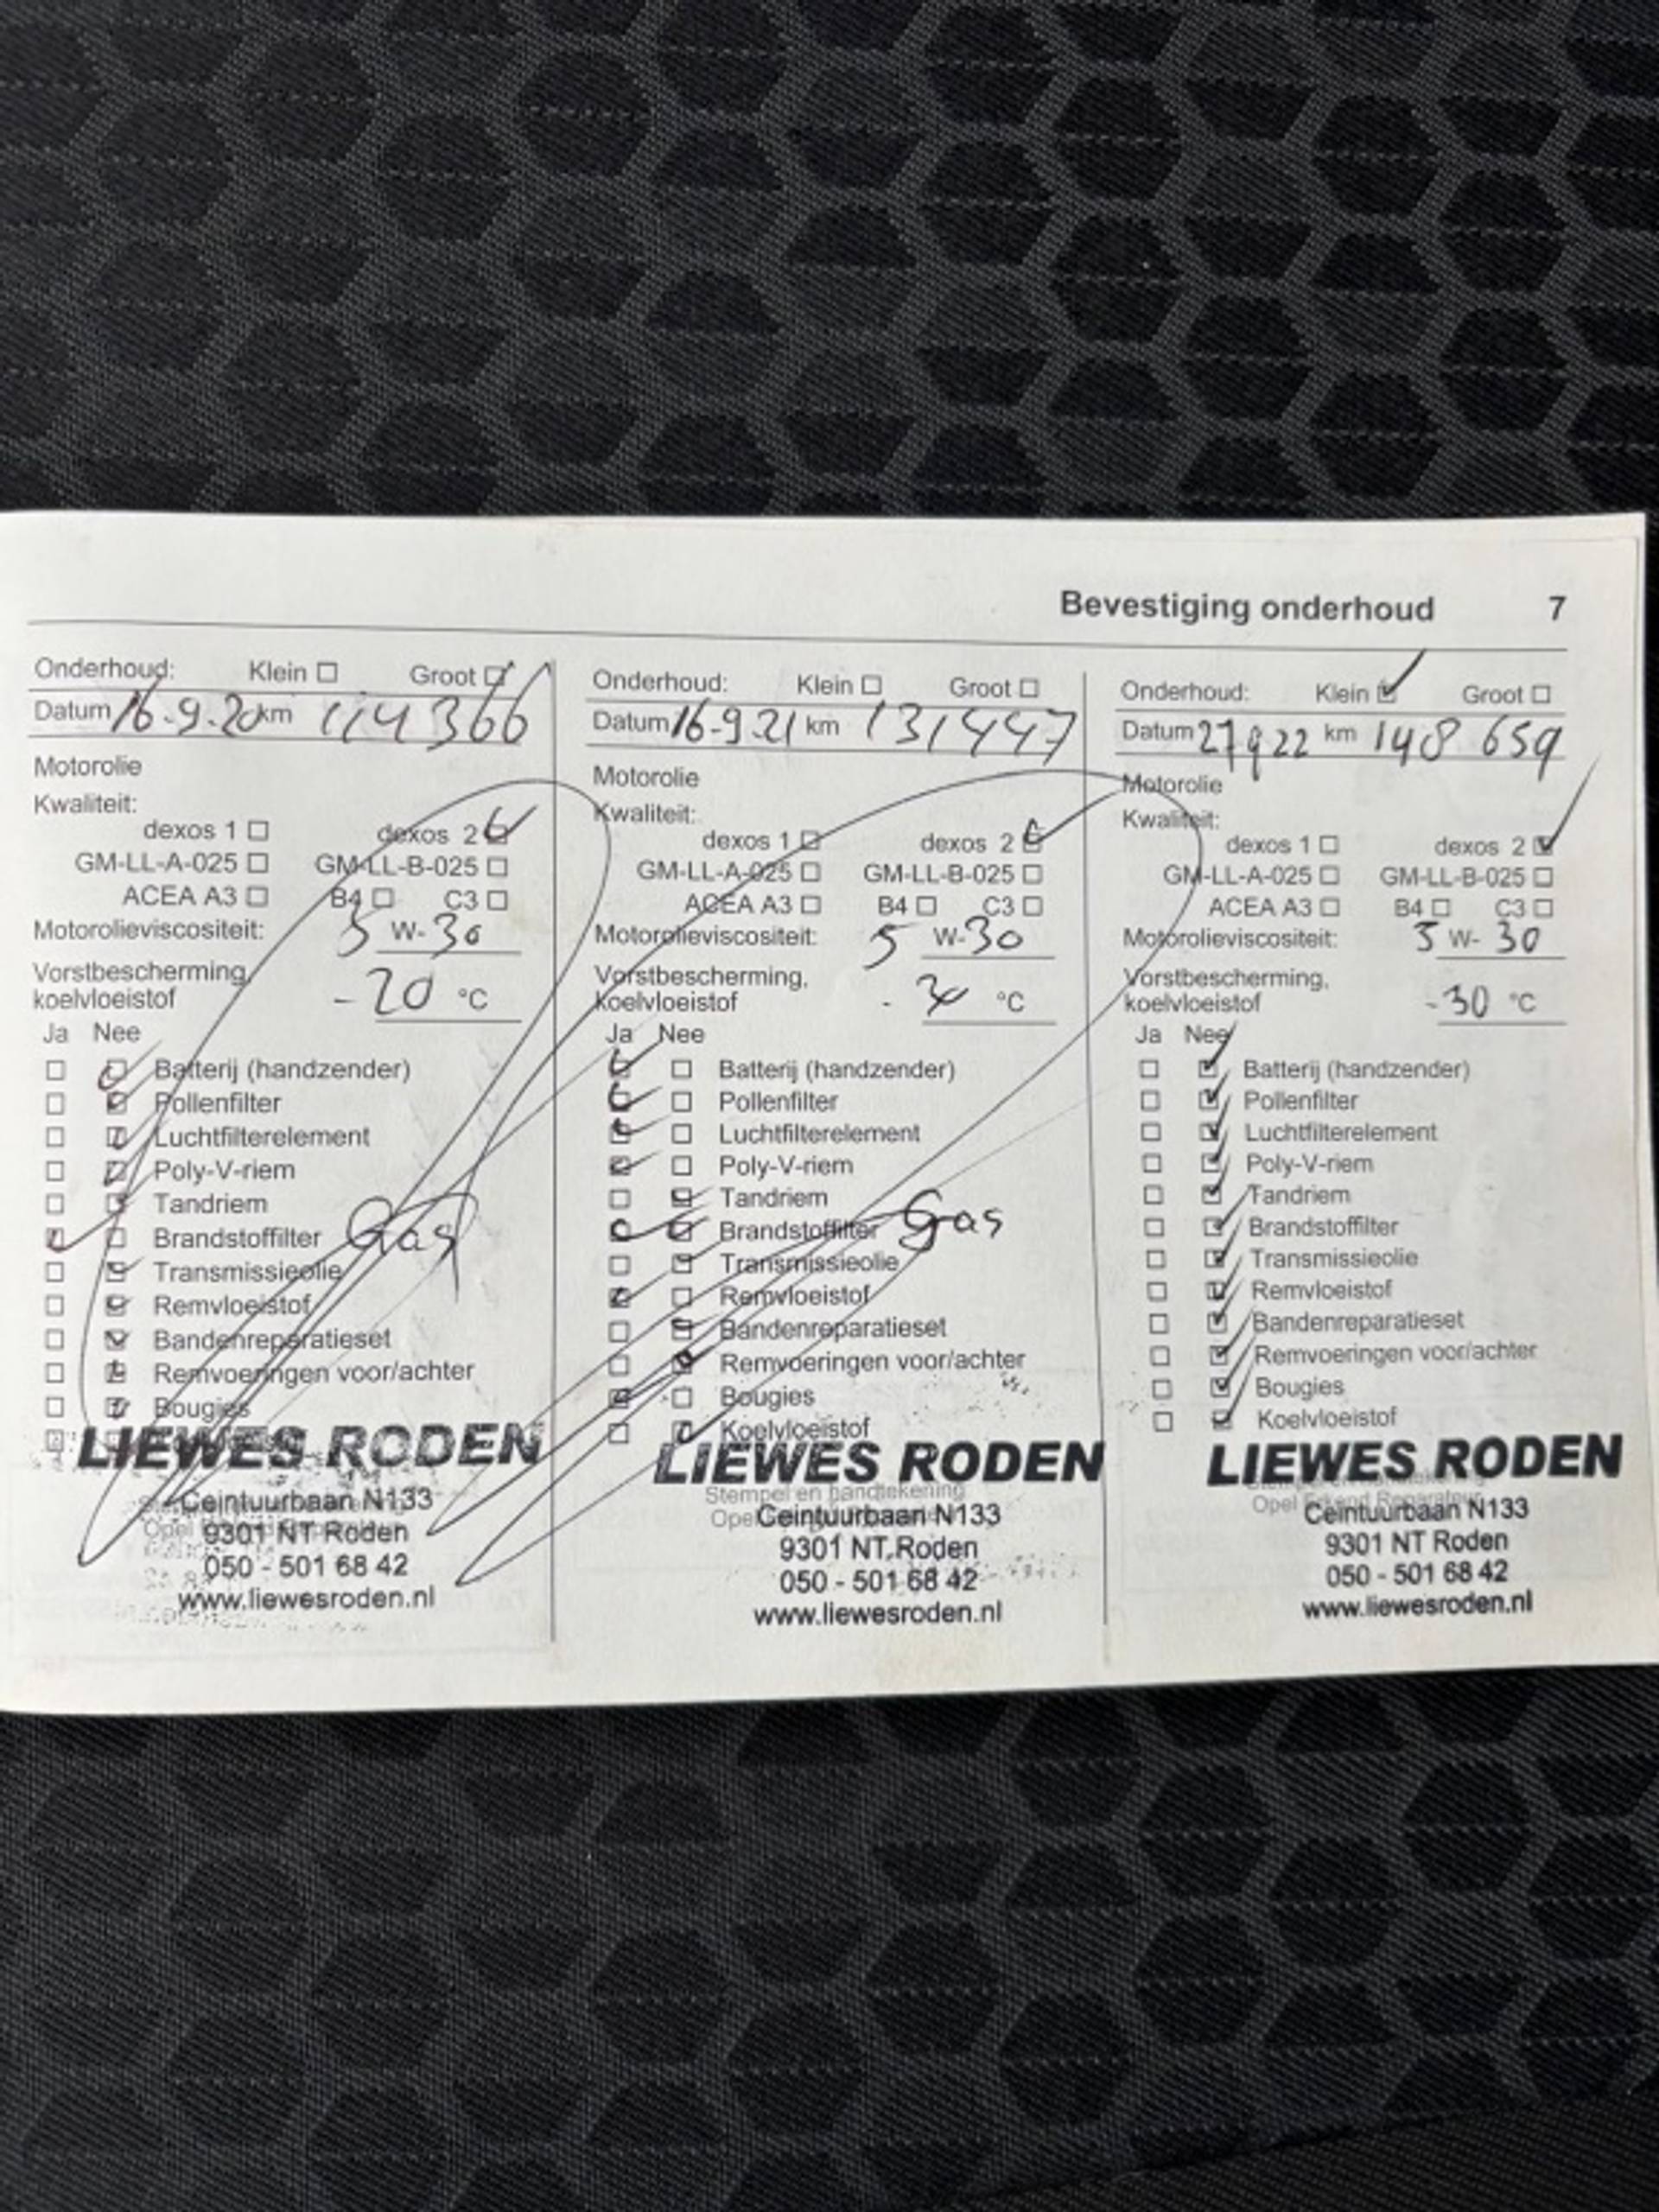 Bevestiging onderhoud 7
Onderhoud: Klein Groot
Datum 16-9-20 km 114366
Motorolie
Kwaliteit:
dexos 1 dexos 2
GM-LL-A-025 GM-LL-B-025
ACEA A3 B4 C3
Motorolieviscositeit: 5 W-30
Vorstbescherming,
koelvloeistof -20 °C
Ja Nee
Batterij (handzender)
Pollenfilter
Luchtfilterelement
Poly-V-riem
Tandriem
Brandstoffilter Gas
Transmissieolie
Remvloeistof
Bandenreparatieset
Remvoeringen voor/achter
Bougies
LIEWES RODEN
Ceintuurbaan N133
9301 NT Roden
050 - 501 68 42
www.liewesroden.nl
Onderhoud: Klein Groot
Datum 16-9-21 km 131447
Motorolie
Kwaliteit:
dexos 1 dexos 2
GM-LL-A-025 GM-LL-B-025
ACEA A3 B4 C3
Motorolieviscositeit: 5 W-30
Vorstbescherming,
koelvloeistof - °C
Ja Nee
Batterij (handzender)
Pollenfilter
Luchtfilterelement
Poly-V-riem
Tandriem
Brandstoffilter Gas
Transmissieolie
Remvloeistof
Bandenreparatieset
Remvoeringen voor/achter
Bougies
Koelvloeistof
LIEWES RODEN
Stempel en handtekening
Opel
Ceintuurbaan N133
9301 NT Roden
050 - 501 68 42
www.liewesroden.nl
Onderhoud: Klein Groot
Datum 27 9 22 km 148 659
Motorolie
Kwaliteit:
dexos 1 dexos 2
GM-LL-A-025 GM-LL-B-025
ACEA A3 B4 C3
Motorolieviscositeit: 5 W- 30
Vorstbescherming,
koelvloeistof -30 °C
Ja Nee
Batterij (handzender)
Pollenfilter
Luchtfilterelement
Poly-V-riem
Tandriem
Brandstoffilter
Transmissieolie
Remvloeistof
Bandenreparatieset
Remvoeringen voor/achter
Bougies
Koelvloeistof
LIEWES RODEN
Opel Erkend Reparateur
Ceintuurbaan N133
9301 NT Roden
050 - 501 68 42
www.liewesroden.nl